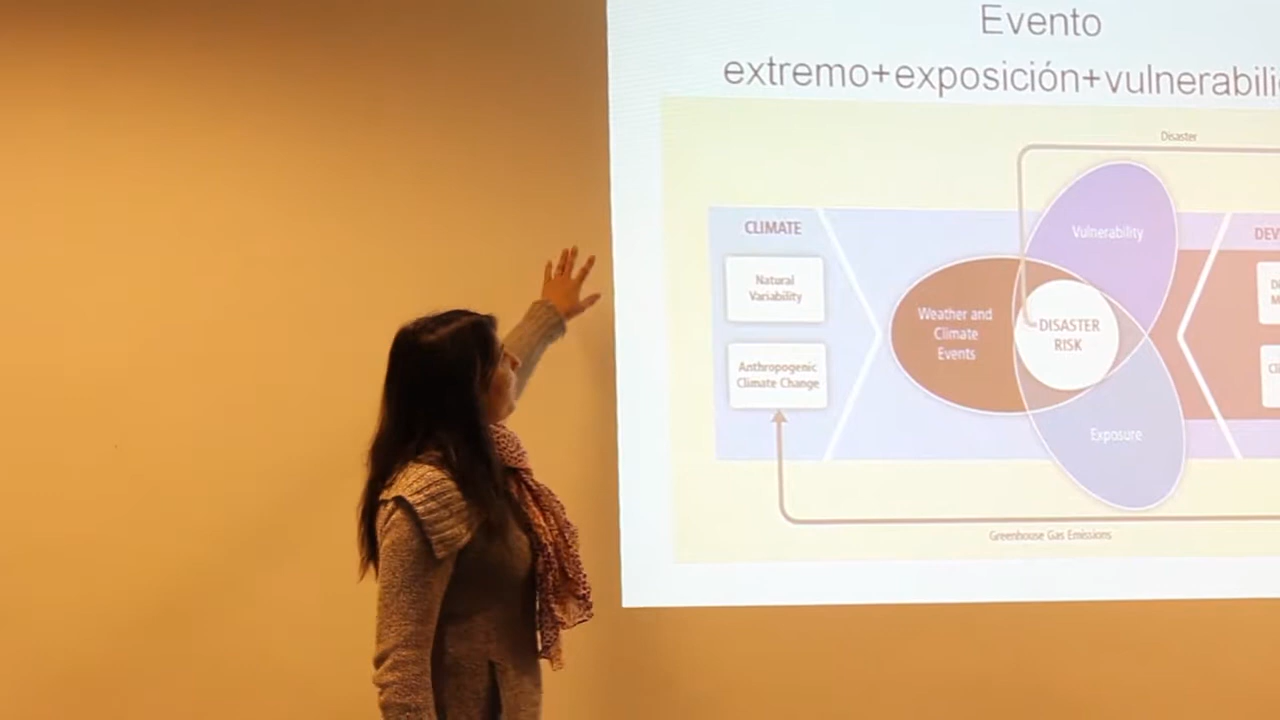 Evento
extremo+exposición+vulnerabili
Disaster
CLIMATE
Vulnerability
DEV
Natural
Variability
Weather and
Climate
Events
DISASTER
RISK
Anthropogenic
Climate Change
Exposure
Greenhouse Gas Emissions